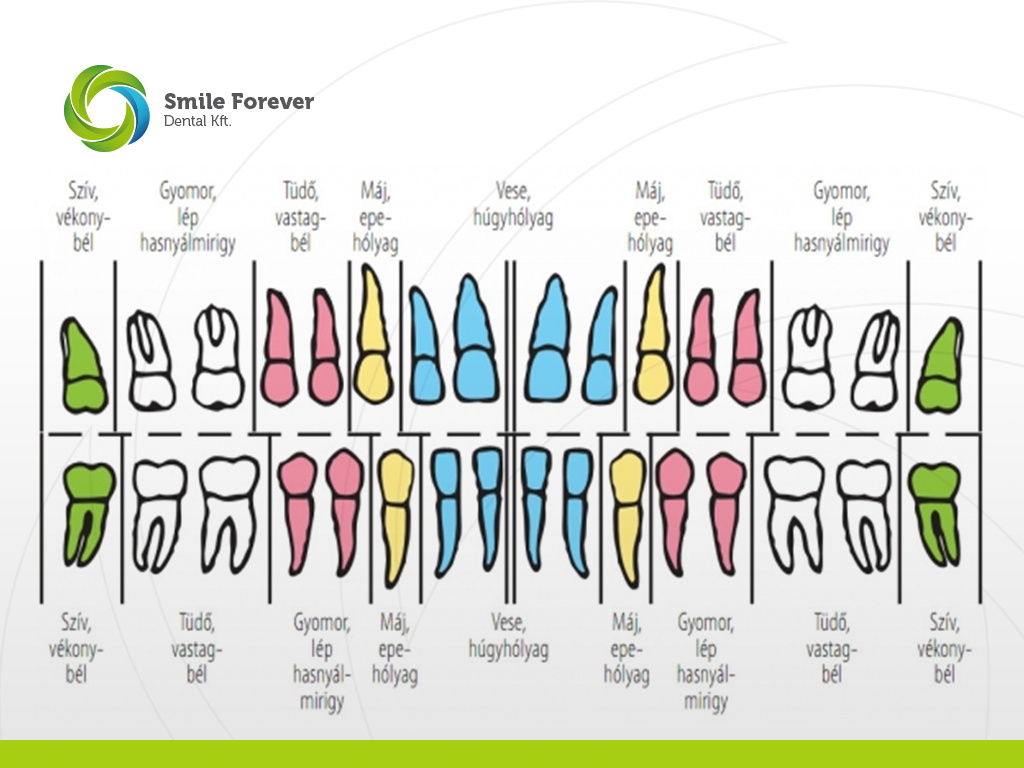 Smile Forever
Dental Kft.
Szív,
vékony-
bél
Gyomor,
lép
hasnyálmirigy
Tüdő,
vastag-
bél
Máj,
epe-
hólyag
Vese,
húgyhólyag
Máj,
epe-
hólyag
Tüdő,
vastag-
bél
Gyomor,
lép
hasnyálmirigy
Szív,
vékony-
bél
Szív,
vékony-
bél
Tüdő,
vastag-
bél
Gyomor,
lép
hasnyál-
mirigy
Máj,
epe-
hólyag
Vese,
húgyhólyag
Máj,
epe-
hólyag
Gyomor,
lép
hasnyál-
mirigy
Tüdő,
vastag-
bél
Szív,
vékony-
bél